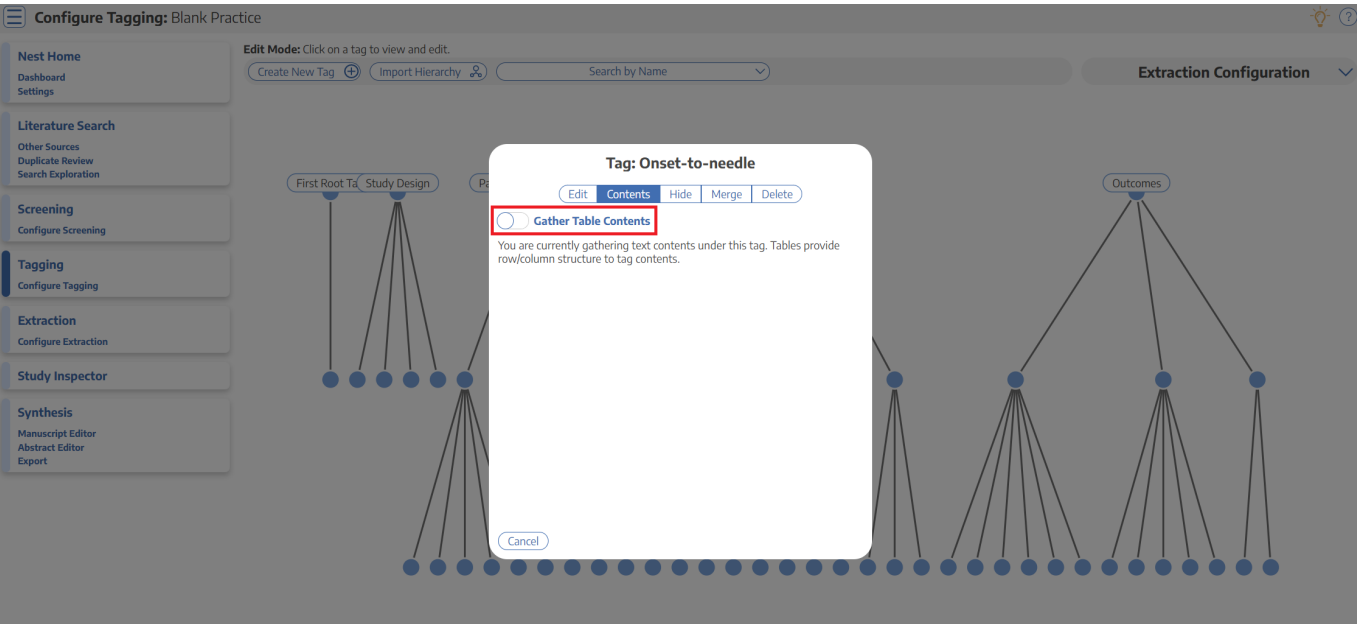 Configure Tagging: Blank Practice
?
Nest Home
Dashboard
Settings
Literature Search
Other Sources
Duplicate Review
Search Exploration
Screening
Configure Screening
Tagging
Configure Tagging
Extraction
Configure Extraction
Study Inspector
Synthesis
Manuscript Editor
Abstract Editor
Export
Edit Mode: Click on a tag to view and edit.
Create New Tag
Import Hierarchy
Search by Name
Extraction Configuration
First Root Ta
Study Design
Pa
Outcomes
Tag: Onset-to-needle
Edit
Contents
Hide
Merge
Delete
Gather Table Contents
You are currently gathering text contents under this tag. Tables provide
row/column structure to tag contents.
Cancel